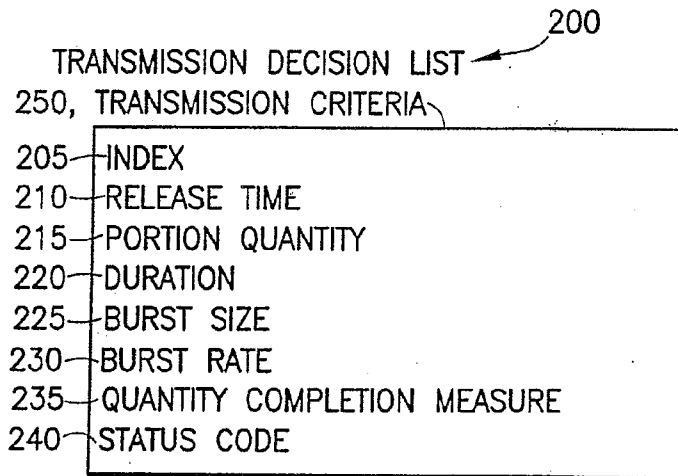 200
TRANSMISSION DECISION LIST
250, TRANSMISSION CRITERIA
205 INDEX
210 RELEASE TIME
215 PORTION QUANTITY
220 DURATION
225 BURST SIZE
230 BURST RATE
235 QUANTITY COMPLETION MEASURE
240 STATUS CODE